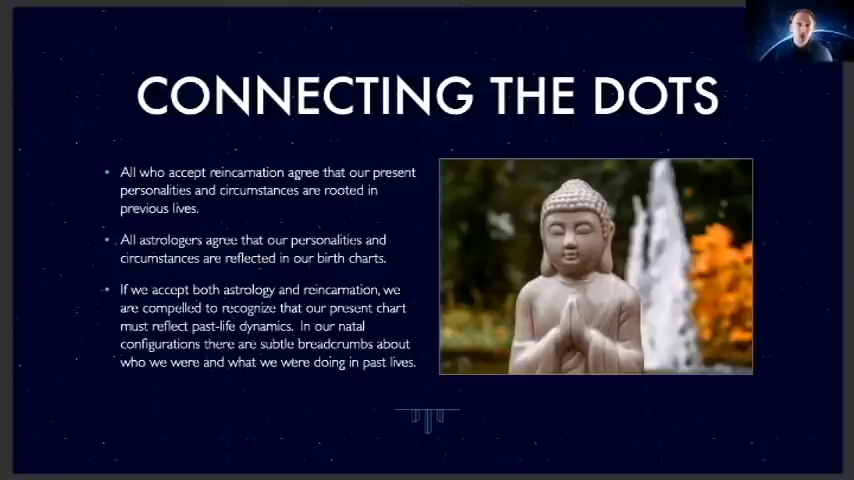 CONNECTING THE DOTS
All who accept reincarnation agree that our present
personalities and circumstances are rooted in
previous lives.
All astrologers agree that our personalities and
circumstances are reflected in our birth charts.
If we accept both astrology and reincarnation, we
are compelled to recognize that our present chart
must reflect past-life dynamics. In our natal
configurations there are subtle breadcrumbs about
who we were and what we were doing in past lives.